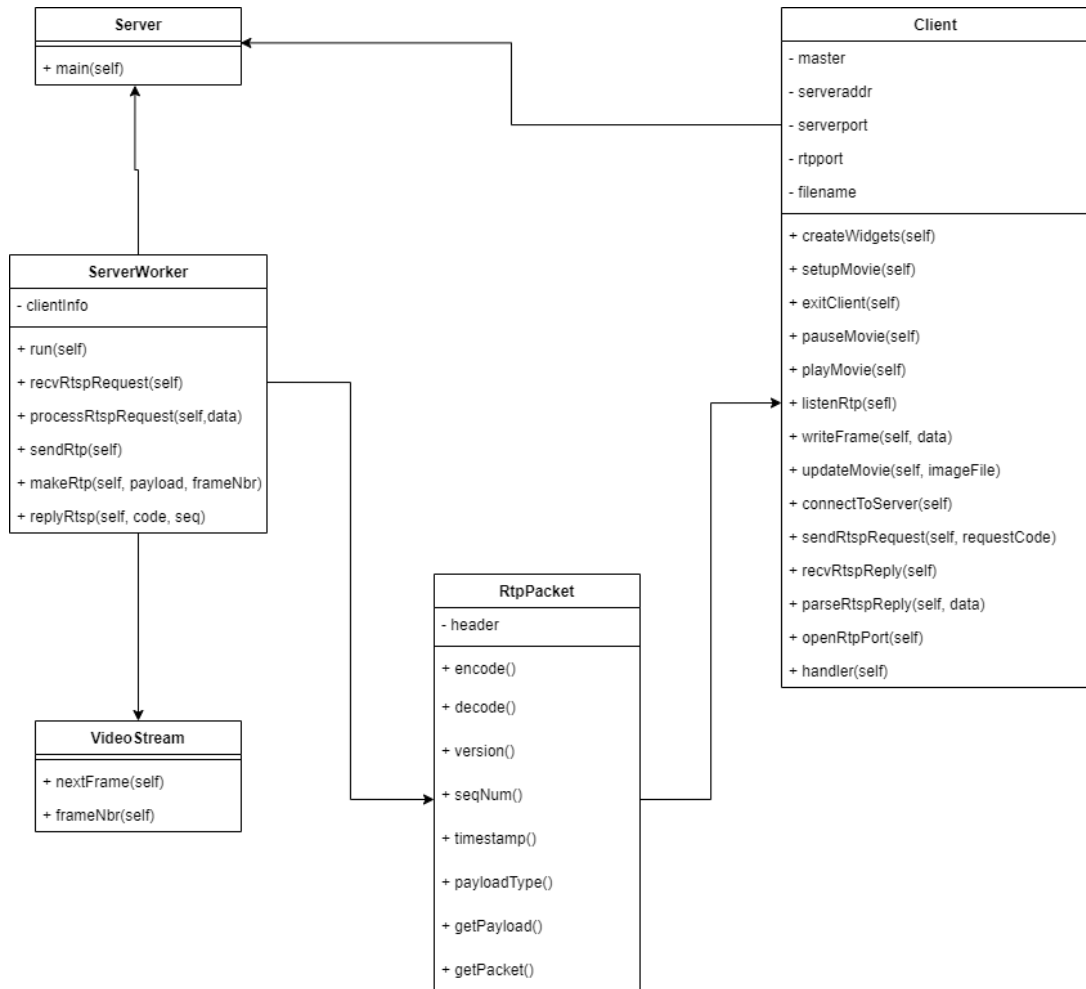 Server
+ main(self)
Client
- master
- serveraddr
- serverport
- rtpport
- filename
+ createWidgets(self)
+ setupMovie(self)
+ exitClient(self)
+ pauseMovie(self)
+ playMovie(self)
+ listenRtp(sefl)
+ writeFrame(self, data)
+ updateMovie(self, imageFile)
+ connectToServer(self)
+ sendRtspRequest(self, requestCode)
+ recvRtspReply(self)
+ parseRtspReply(self, data)
+ openRtpPort(self)
+ handler(self)
ServerWorker
- clientInfo
+ run(self)
+ recvRtspRequest(self)
+ processRtspRequest(self,data)
+ sendRtp(self)
+ makeRtp(self, payload, frameNbr)
+ replyRtsp(self, code, seq)
RtpPacket
- header
+ encode()
+ decode()
+ version()
+ seqNum()
+ timestamp()
+ payloadType()
+ getPayload()
+ getPacket()
VideoStream
+ nextFrame(self)
+ frameNbr(self)